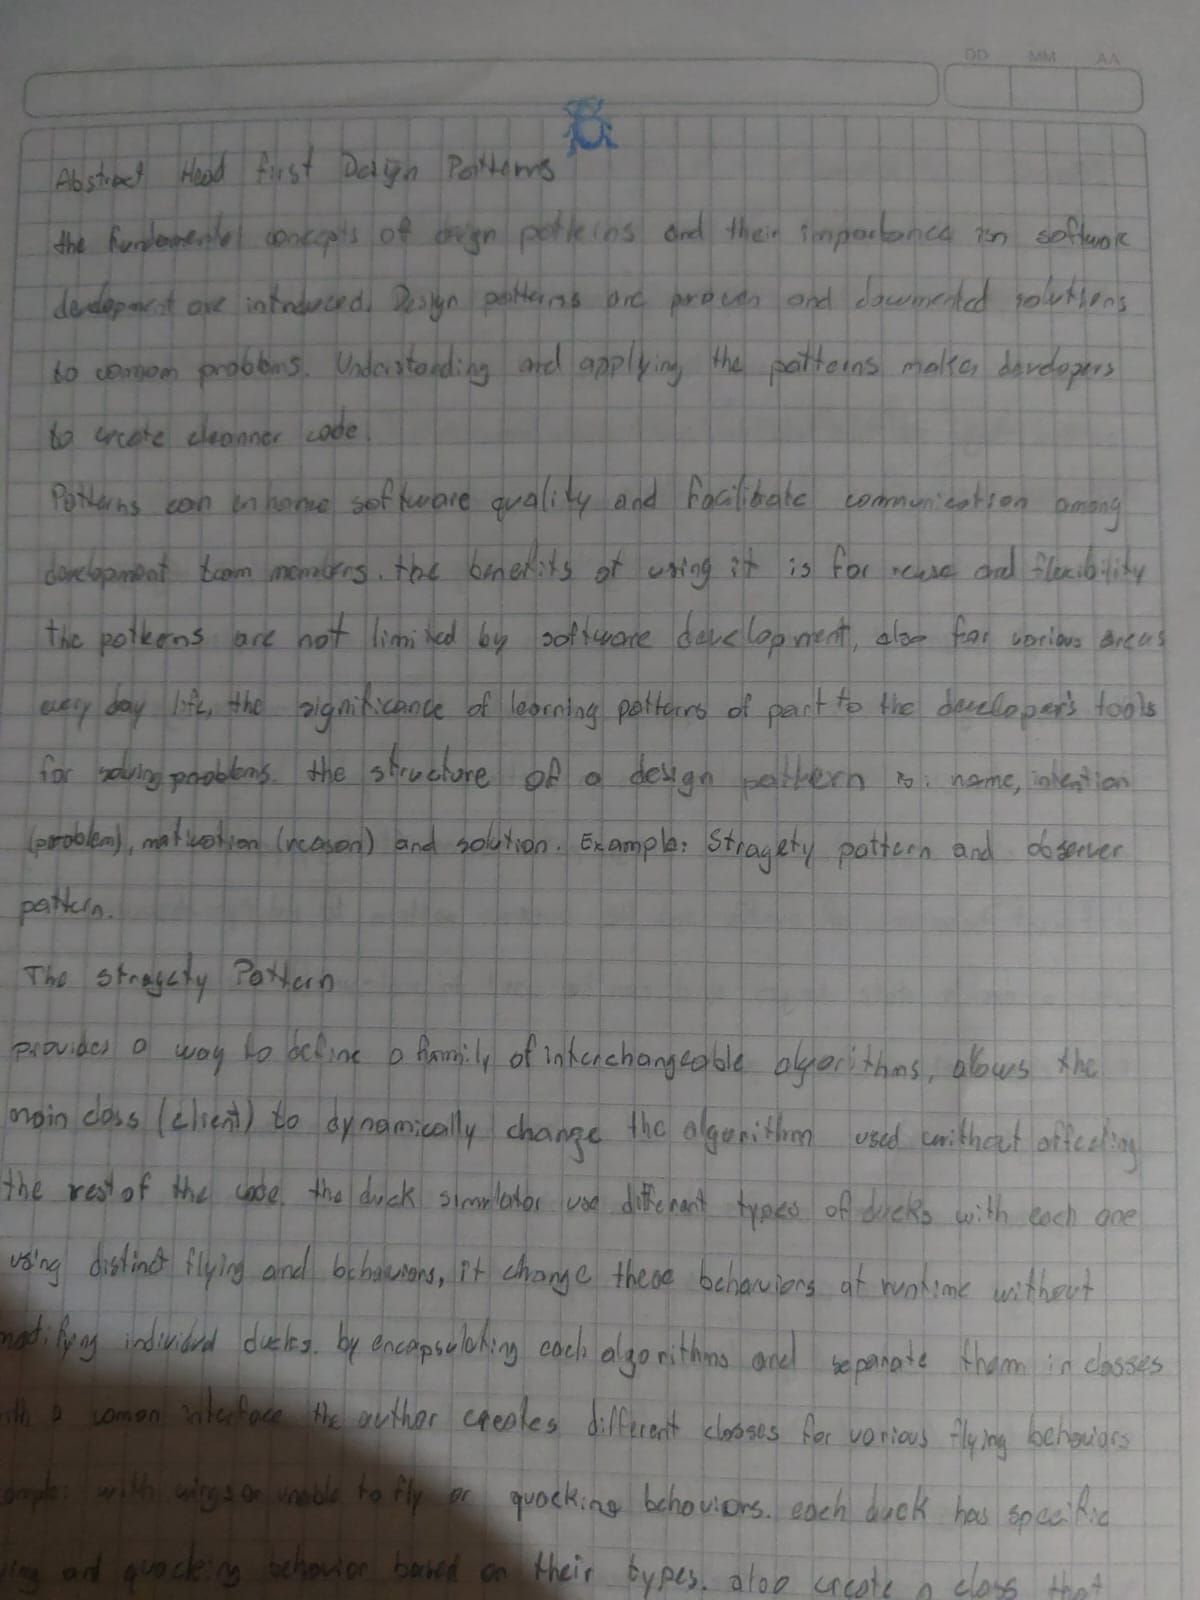 DD MM AA
Abstract Head first Design Patterns
the fundamental concepts of design patterns and their importance in software
development are introduced. Design patterns are proven and documented solutions
to commom problems. Understanding and applying the patterns makes developers
to create cleanner code.
Patterns can enhance software quality and facilitate communication among
development team members. the benefits of using it is for reuse and flexibility
the patterns are not limited by software development, also for various areas
every day life, the significance of learning patterns of part to the developer's tools
for solving problems. the structure of a design pattern is: name, intention
(problem), motivation (reason) and solution. Example: Stragety pattern and observer
pattern.
The stragety Pattern
provides a way to define a family of interchangeable algorithms, allows the
main class (client) to dynamically change the algorithm used without affecting
the rest of the code. the duck simulator use different types of ducks with each one
using distinct flying and behaviors, it change these behaviors at runtime without
modifying individual ducks. by encapsulating each algorithms and separate them in classes
a comon interface the author creates different classes for various flying behaviors
with wings or unable to fly or quacking behaviors. each duck has specific
and quacking behavior based on their types. also create a class that